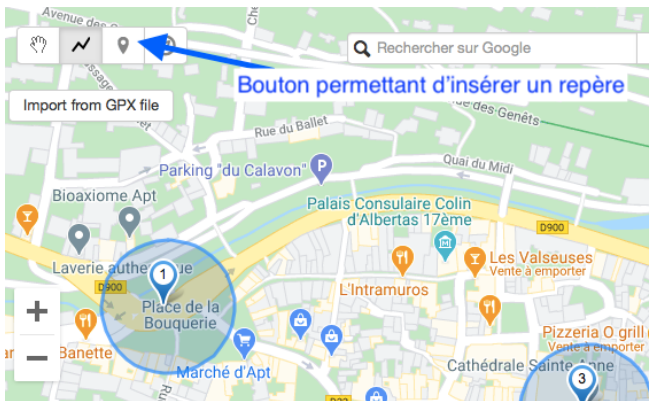 Avenue des
Rechercher sur Google
Bouton permettant d'insérer un repère
Import from GPX file
Rue du Ballet
des Genêts
Parking "du Calavon"
P
Quai du Midi
Bioaxiome Apt
Palais Consulaire Colin
d'Albertas 17ème
D900
Les Valseuses
Vente à emporter
Laverie
D900
1
L'Intramuros
Place de la
Bouquerie
+
Pizzeria O grill
Vente à emporter
Banette
−
Cathédrale Sainte-Anne
Marché d'Apt
3
D22